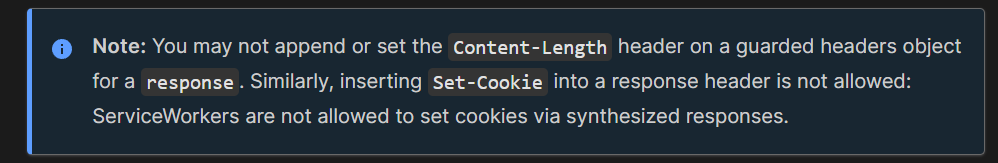 Note: You may not append or set the Content-Length header on a guarded headers object
for a response. Similarly, inserting Set-Cookie into a response header is not allowed:
ServiceWorkers are not allowed to set cookies via synthesized responses.